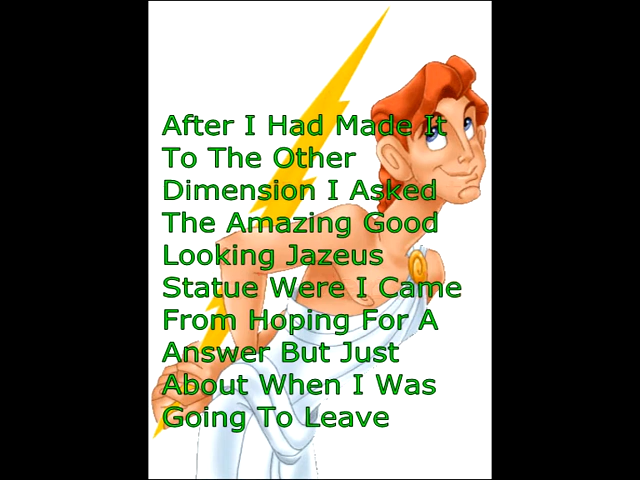 After I Had Made It
To The Other
Dimension I Asked
The Amazing Good
Looking Jazeus
Statue Were I Came
From Hoping For A
Answer But Just
About When I Was
Going To Leave